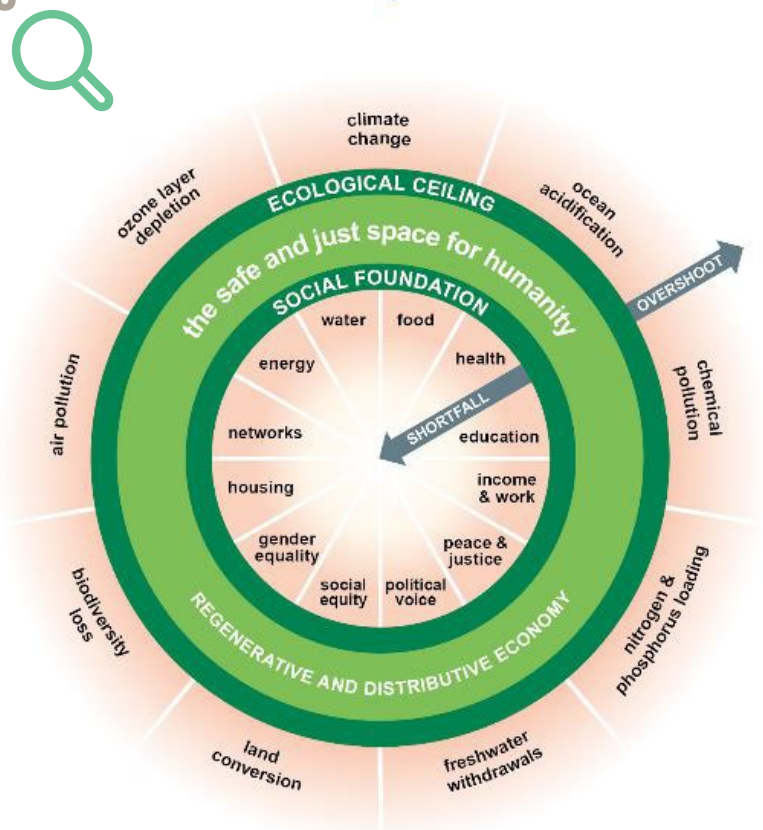 climate
change
ocean
acidification
ozone layer
depletion
ECOLOGICAL CEILING
the safe and just space for humanity
OVERSHOOT
SOCIAL FOUNDATION
water
food
energy
health
chemical
pollution
air pollution
SHORTFALL
networks
education
housing
income
& work
gender
equality
peace &
justice
social
equity
political
voice
biodiversity
loss
nitrogen &
phosphorus loading
REGENERATIVE AND DISTRIBUTIVE ECONOMY
land
conversion
freshwater
withdrawals